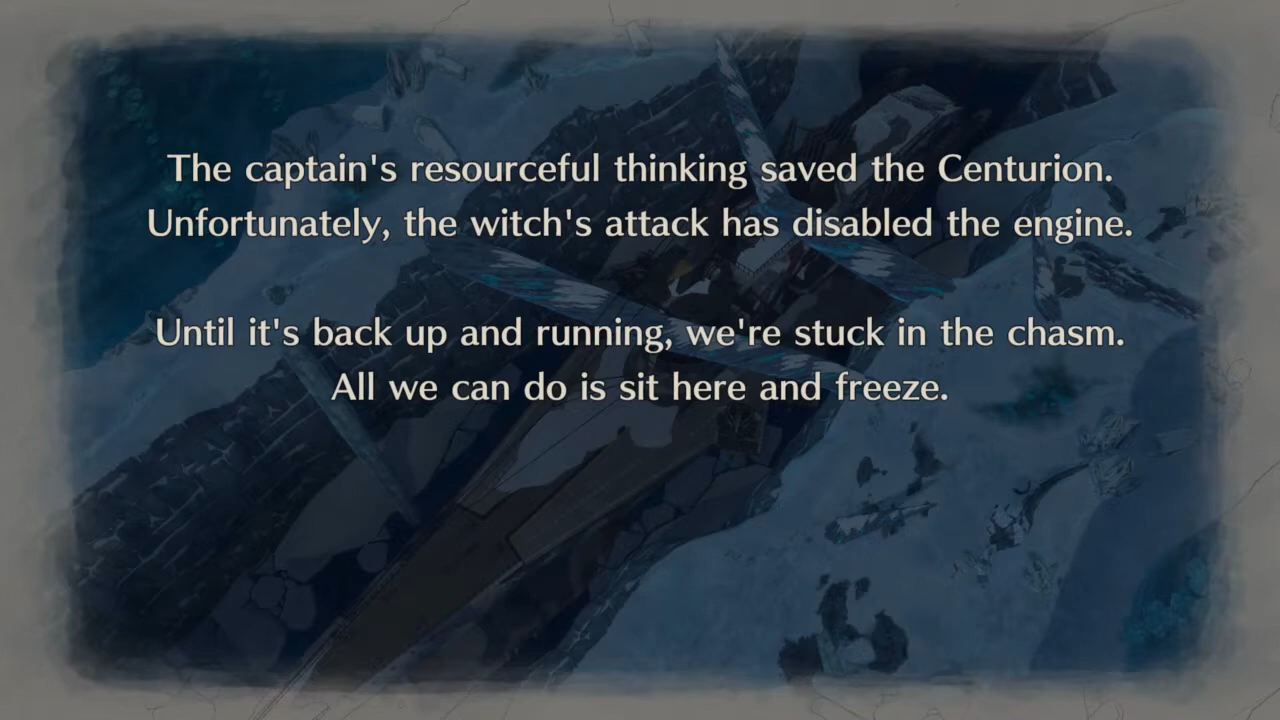 The captain's resourceful thinking saved the Centurion.
Unfortunately, the witch's attack has disabled the engine.
Until it's back up and running, we're stuck in the chasm.
All we can do is sit here and freeze.